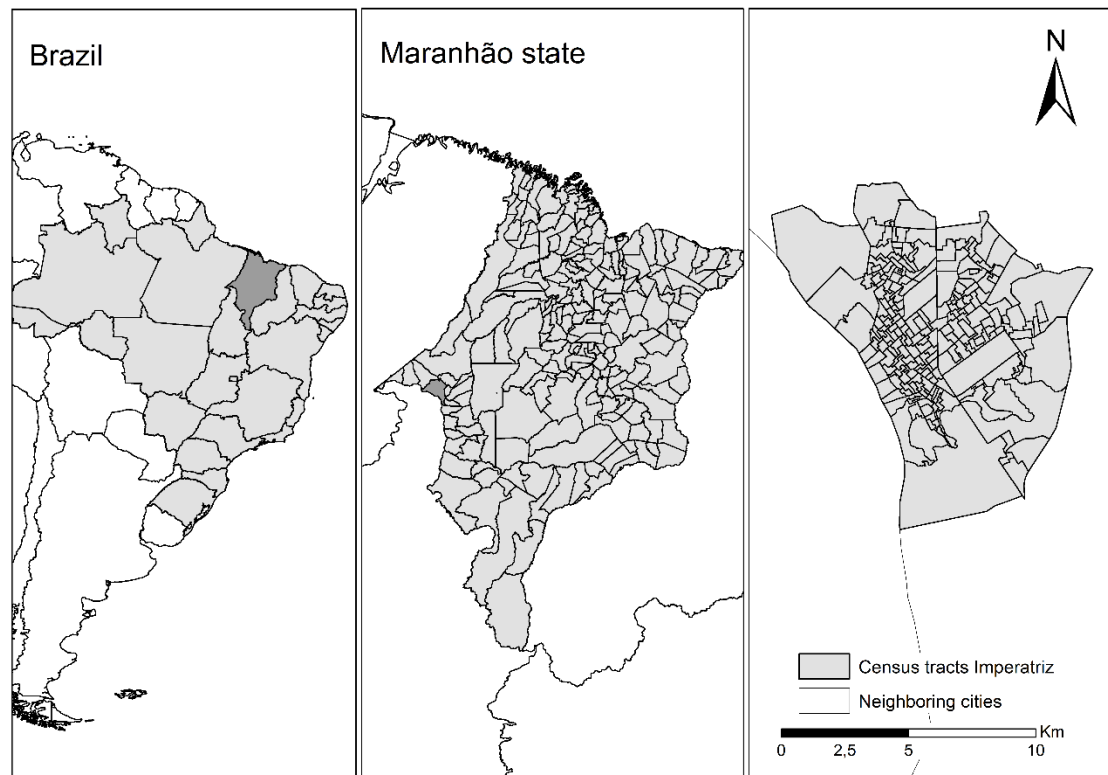 Brazil
Maranhão state
N
Census tracts Imperatriz
Neighboring cities
Km
0 2,5 5 10